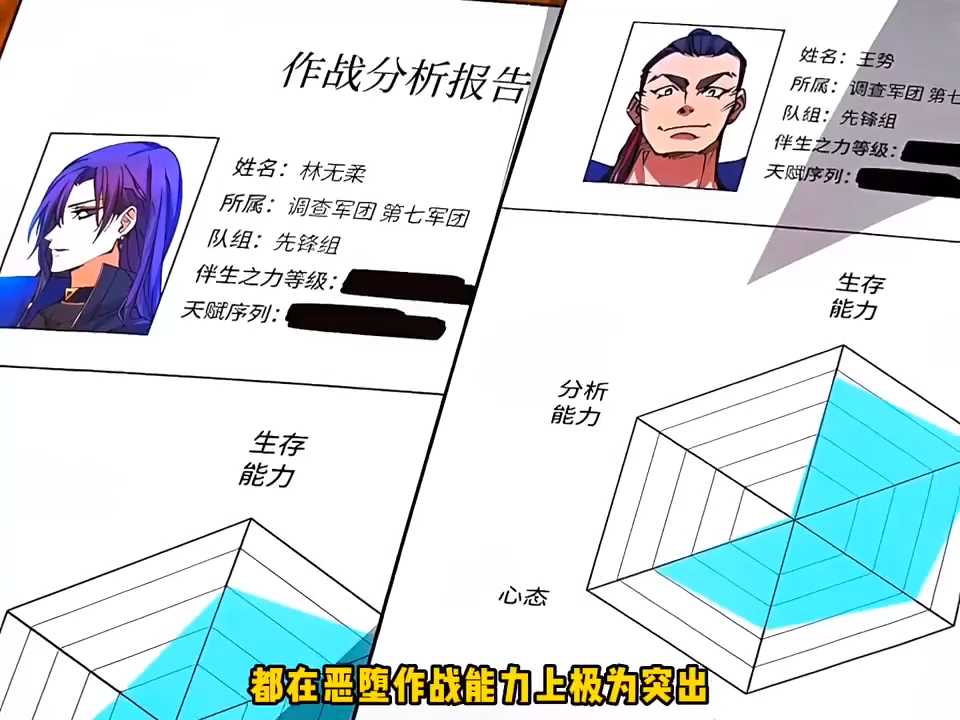 作战分析报告
姓名：林无柔
所属：调查军团 第七军团
队组：先锋组
伴生之力等级：
天赋序列：
生存
能力
姓名：王势
所属：调查军团 第七
队组：先锋组
伴生之力等级：
天赋序列：
生存
能力
分析
能力
心态
都在恶堕作战能力上极为突出